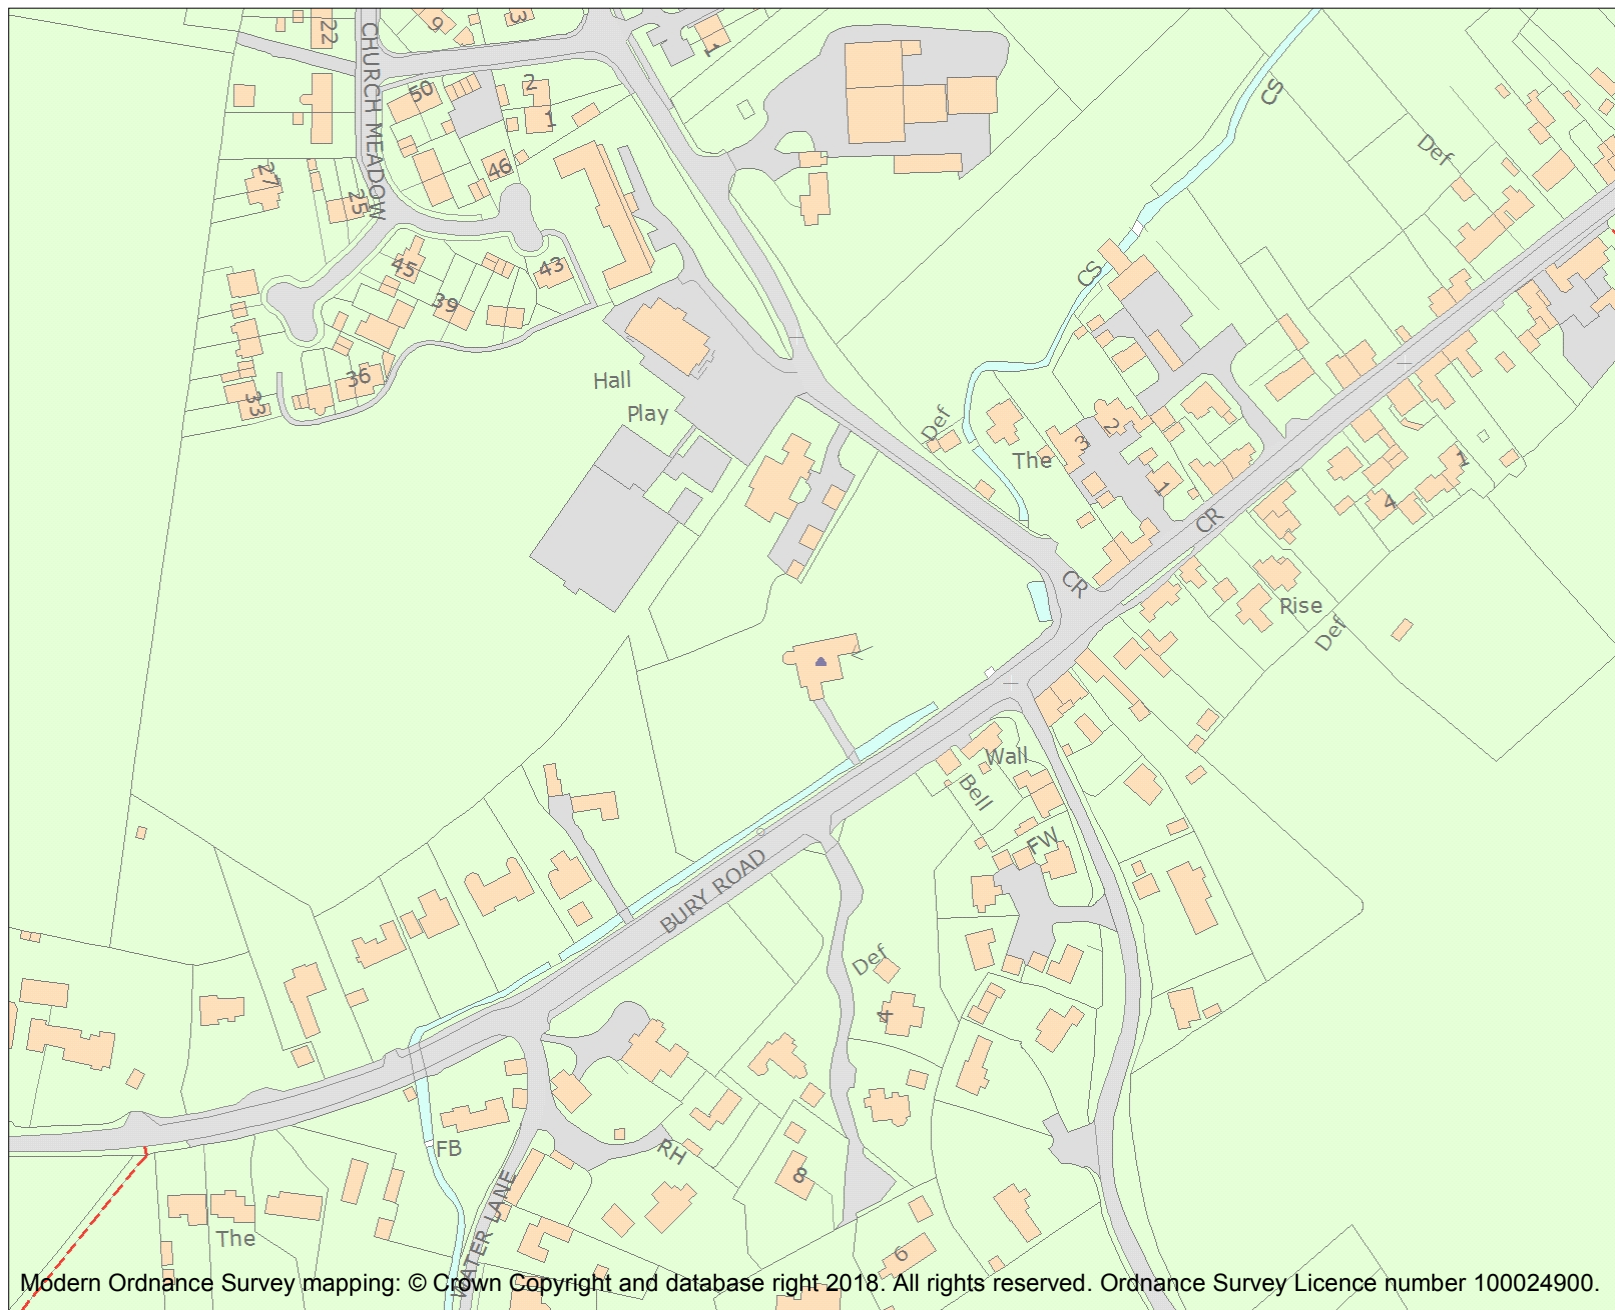 22
CHURCH MEADOW
9
3
1
50
2
1
46
27
25
45
43
39
36
33
CS
Def
CS
Hall
Play
Def
The
3
2
1
1
4
CR
CR
Rise
Def
Wall
Bell
FW
BURY ROAD
Def
4
FB
RH
8
WATER LANE
The
6
Modern Ordnance Survey mapping: © Crown Copyright and database right 2018. All rights reserved. Ordnance Survey Licence number 100024900.